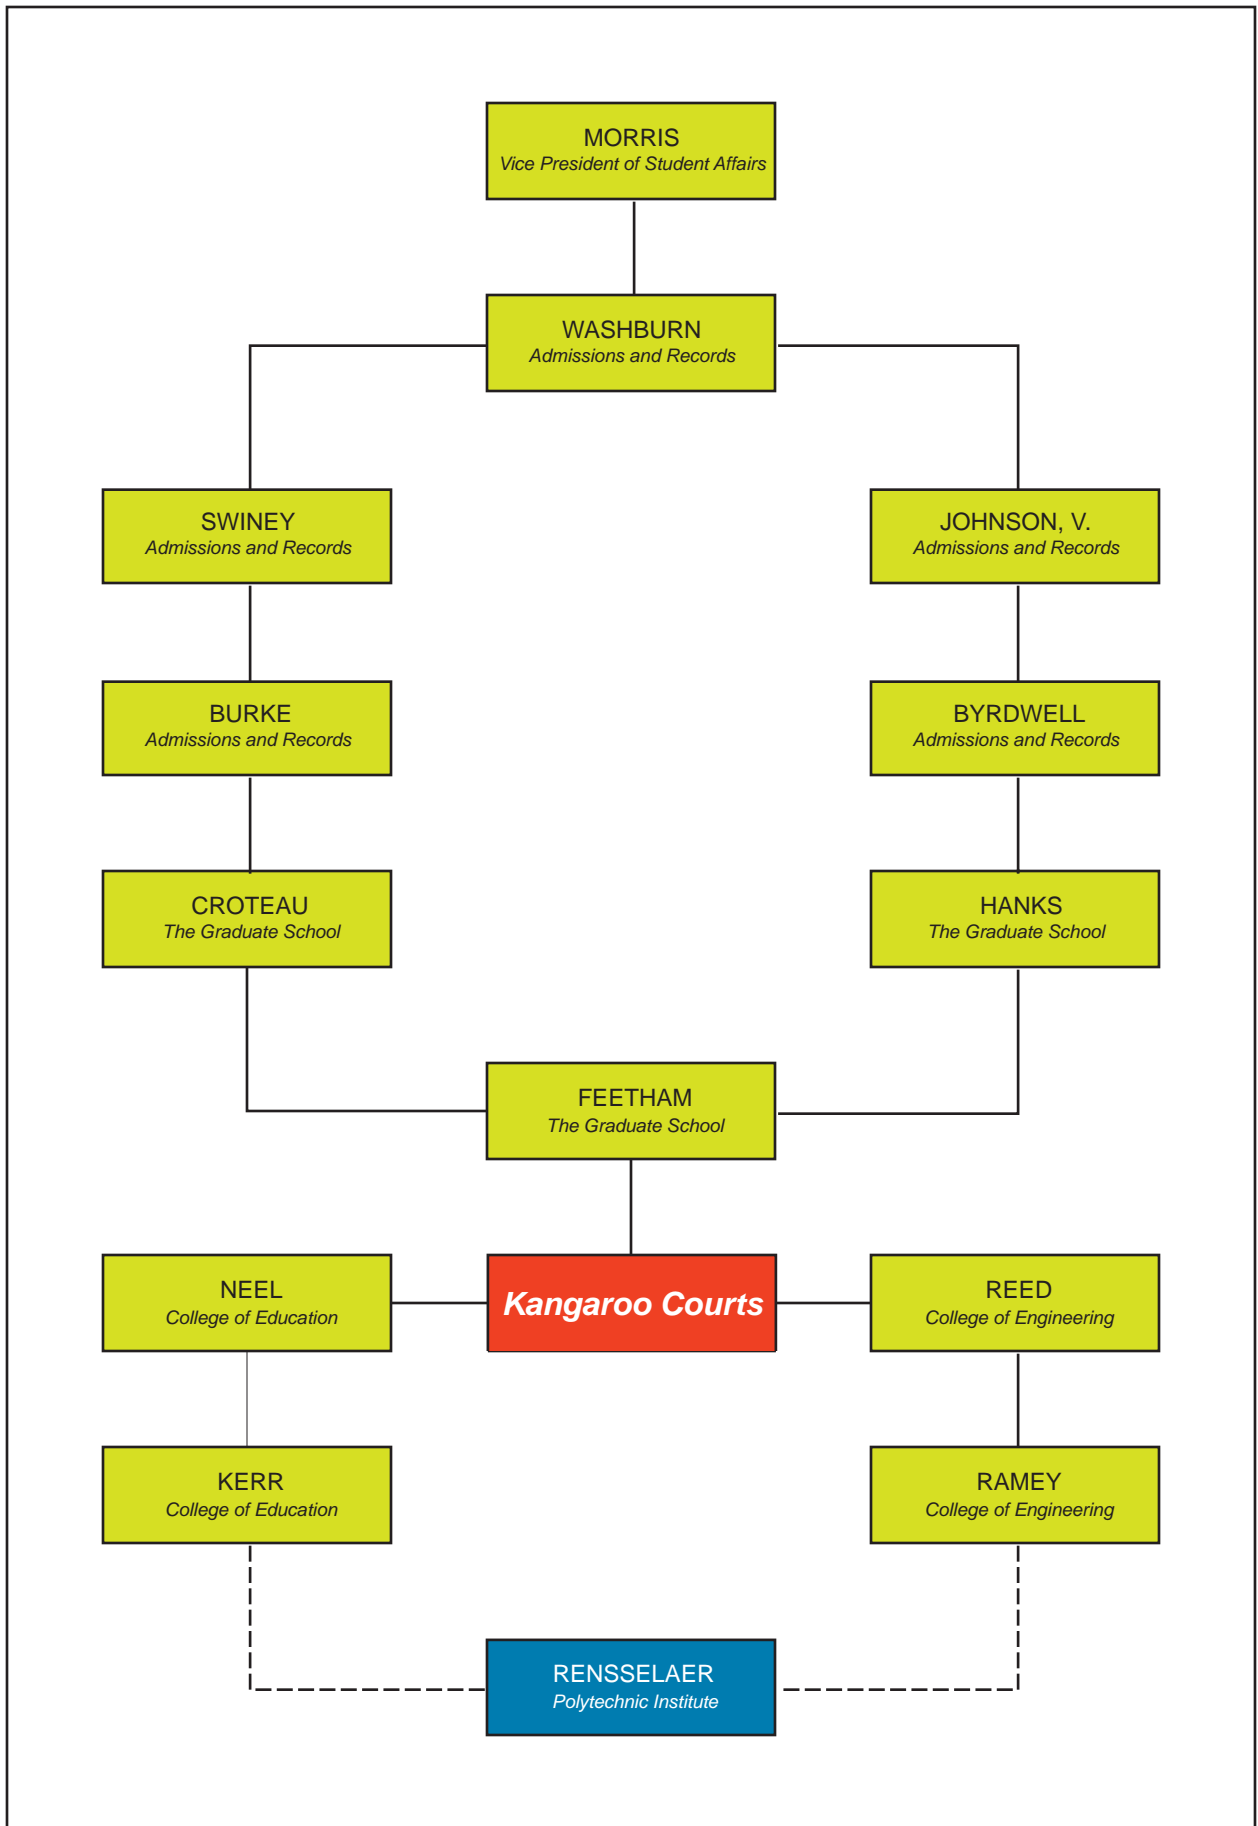 MORRIS
Vice President of Student Affairs
WASHBURN
Admissions and Records
SWINEY
Admissions and Records
JOHNSON, V.
Admissions and Records
BURKE
Admissions and Records
BYRDWELL
Admissions and Records
CROTEAU
The Graduate School
HANKS
The Graduate School
FEETHAM
The Graduate School
NEEL
College of Education
Kangaroo Courts
REED
College of Engineering
KERR
College of Education
RAMEY
College of Engineering
RENSSELAER
Polytechnic Institute